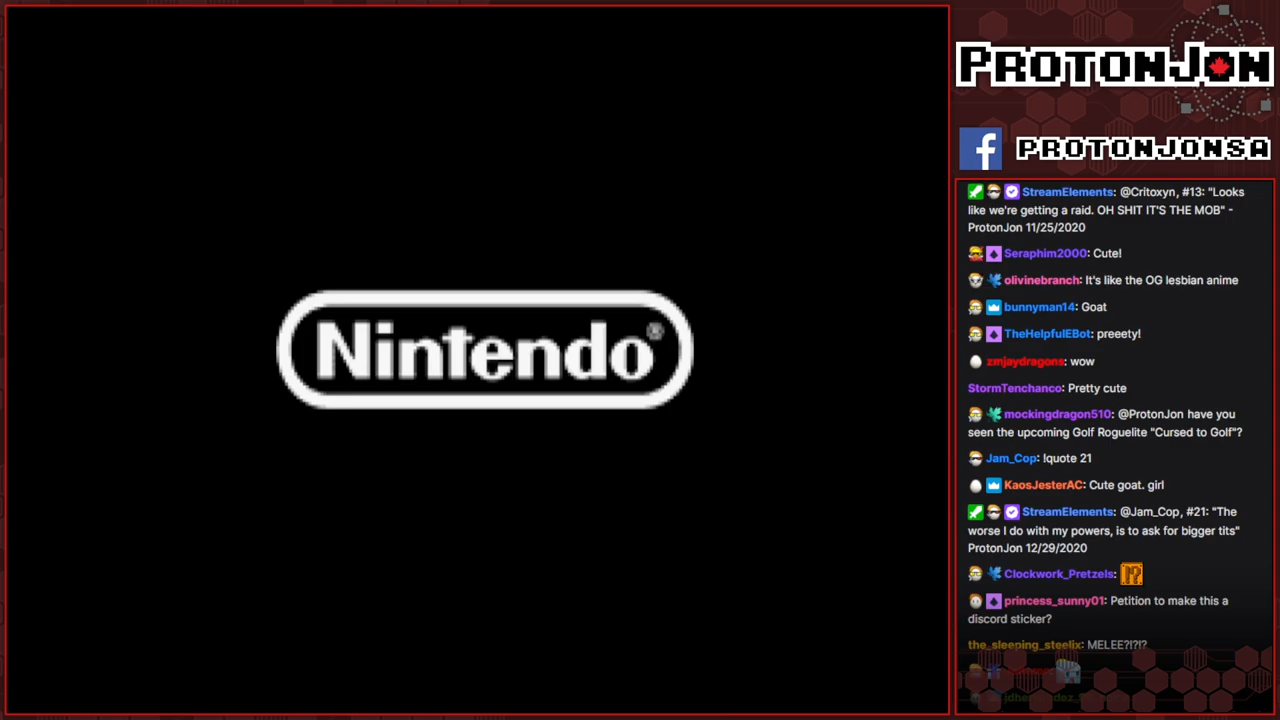 Nintendo®
PROTONJON
PROTONJONSA
StreamElements: @Critoxyn, #13: "Looks
like we're getting a raid. OH SHIT IT'S THE MOB" -
ProtonJon 11/25/2020
Seraphim2000: Cute!
olivinebranch: It's like the OG lesbian anime
bunnyman14: Goat
TheHelpfulEBot: preeety!
zmjaydragons: wow
StormTenchanco: Pretty cute
mockingdragon510: @ProtonJon have you
seen the upcoming Golf Roguelite "Cursed to Golf"?
Jam_Cop: !quote 21
KaosJesterAC: Cute goat. girl
StreamElements: @Jam_Cop, #21: "The
worse I do with my powers, is to ask for bigger tits"
ProtonJon 12/29/2020
Clockwork_Pretzels: !?
princess_sunny01: Petition to make this a
discord sticker?
the_sleeping_steelix: MELEE?!?!?